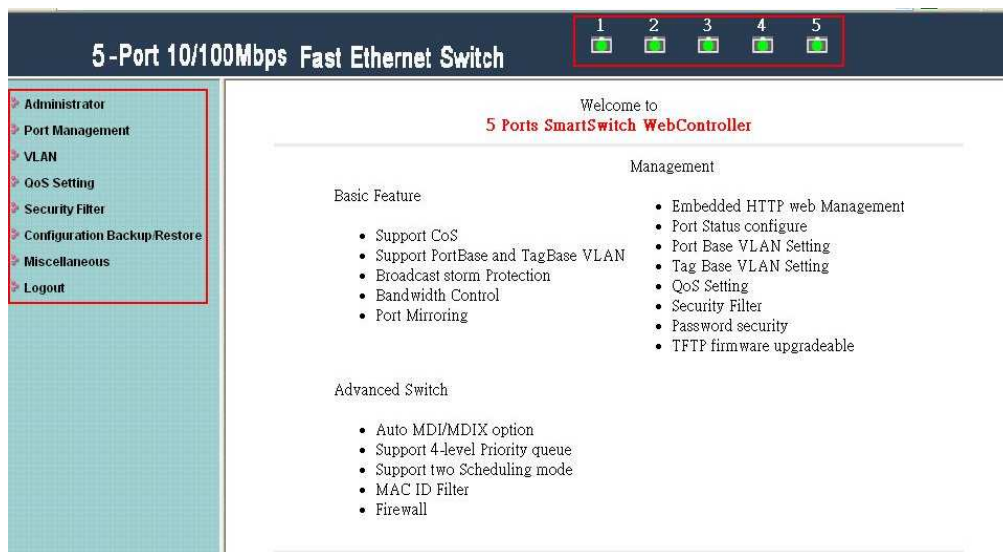 1 2 3 4 5
5-Port 10/100Mbps Fast Ethernet Switch
Administrator
Port Management
VLAN
QoS Setting
Security Filter
Configuration Backup/Restore
Miscellaneous
Logout
Welcome to
5 Ports SmartSwitch WebController
Basic Feature
• Support CoS
• Support PortBase and TagBase VLAN
• Broadcast storm Protection
• Bandwidth Control
• Port Mirroring
Management
• Embedded HTTP web Management
• Port Status configure
• Port Base VLAN Setting
• Tag Base VLAN Setting
• QoS Setting
• Security Filter
• Password security
• TFTP firmware upgradeable
Advanced Switch
• Auto MDI/MDIX option
• Support 4-level Priority queue
• Support two Scheduling mode
• MAC ID Filter
• Firewall